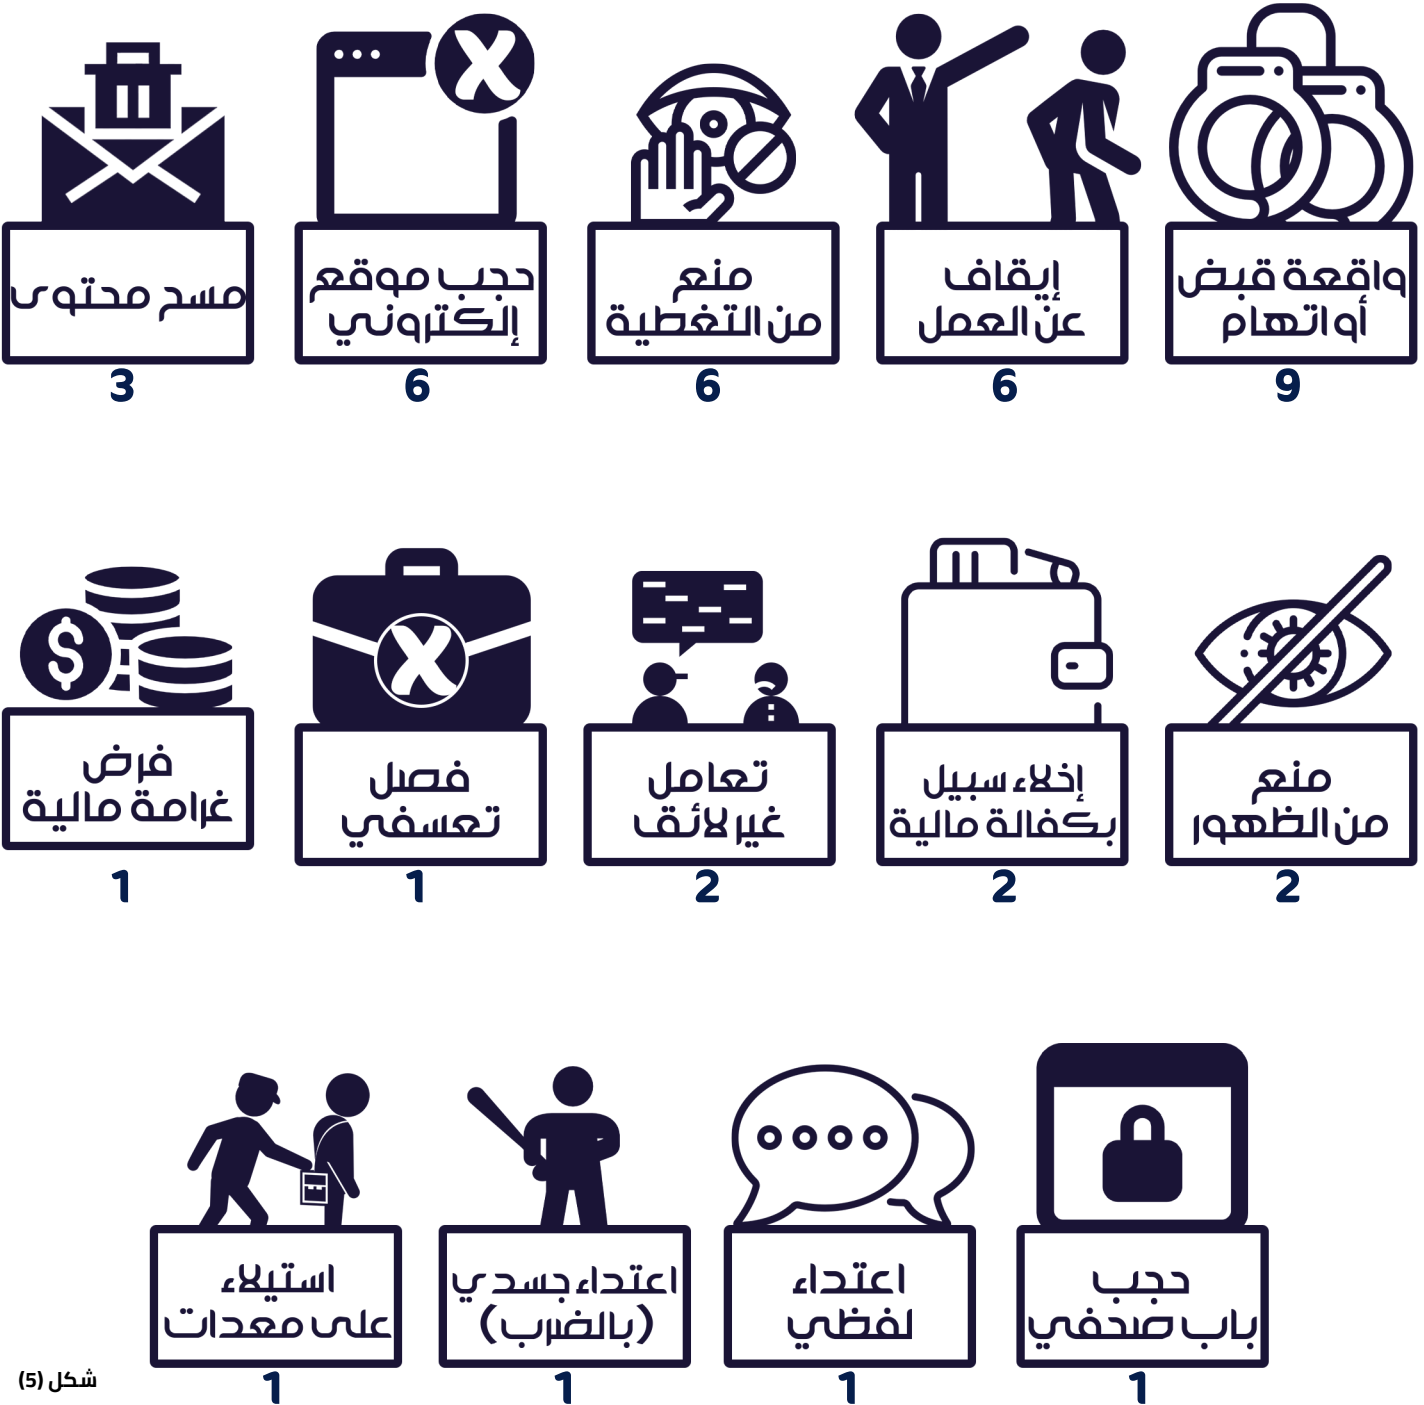 واقعة قبض
أو اتهام
9
إيقاف
عن العمل
6
منع
من التغطية
6
حجب موقع
إلكتروني
6
مسح محتوى
3
منع
من الظهور
2
إخلاء سبيل
بكفالة مالية
2
تعامل
غير لائق
2
فصل
تعسفي
1
فرض
غرامة مالية
1
حجب
باب صحفي
1
اعتداء
لفظي
1
اعتداء جسدي
(بالضرب)
1
استيلاء
على معدات
1
شكل (5)